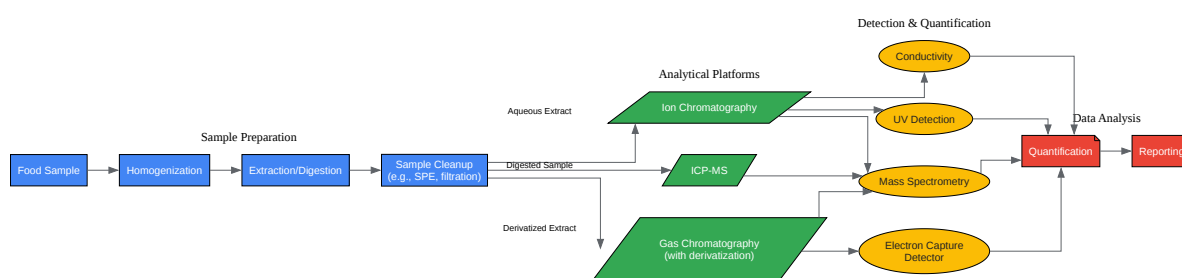 Detection & Quantification
Conductivity
Analytical Platforms
Aqueous Extract
Ion Chromatography
UV Detection
Data Analysis
Sample Preparation
Food Sample
Homogenization
Extraction/Digestion
Sample Cleanup
(e.g., SPE, filtration)
Digested Sample
ICP-MS
Mass Spectrometry
Quantification
Reporting
Derivatized Extract
Gas Chromatography
(with derivatization)
Electron Capture
Detector